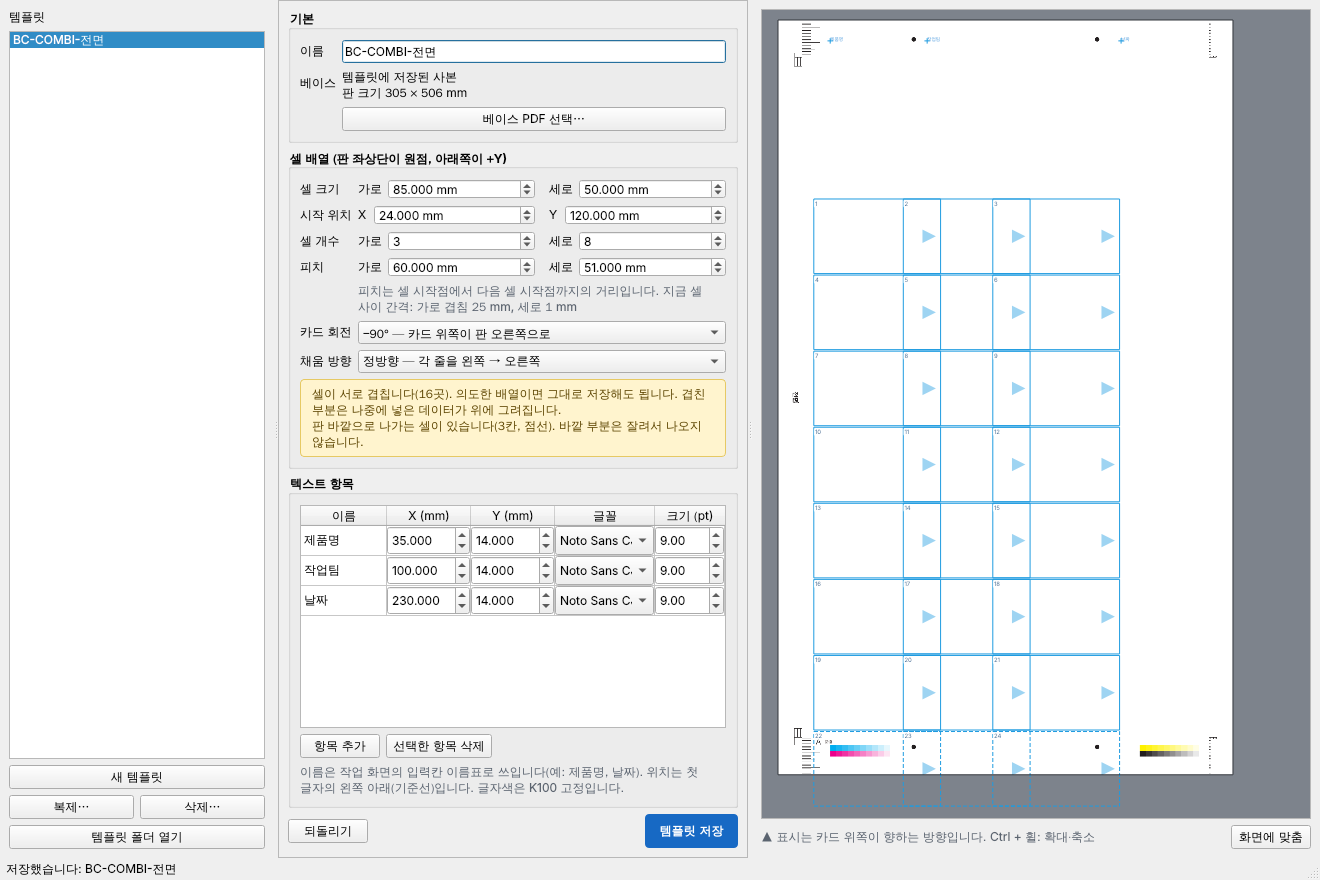 템플릿
BC-COMBI-전면
새 템플릿
복제…
삭제…
템플릿 폴더 열기
저장했습니다: BC-COMBI-전면
기본
이름
BC-COMBI-전면
베이스
템플릿에 저장된 사본
판 크기 305 × 506 mm
베이스 PDF 선택…
셀 배열 (판 좌상단이 원점, 아래쪽이 +Y)
셀 크기 가로 85.000 mm 세로 50.000 mm
시작 위치 X 24.000 mm Y 120.000 mm
셀 개수 가로 3 세로 8
피치 가로 60.000 mm 세로 51.000 mm
피치는 셀 시작점에서 다음 셀 시작점까지의 거리입니다. 지금 셀
사이 간격: 가로 겹침 25 mm, 세로 1 mm
카드 회전 −90° — 카드 위쪽이 판 오른쪽으로
채움 방향 정방향 — 각 줄을 왼쪽 → 오른쪽
셀이 서로 겹칩니다(16곳). 의도한 배열이면 그대로 저장해도 됩니다. 겹친
부분은 나중에 넣은 데이터가 위에 그려집니다.
판 바깥으로 나가는 셀이 있습니다(3칸, 점선). 바깥 부분은 잘려서 나오지
않습니다.
텍스트 항목
이름 X (mm) Y (mm) 글꼴 크기 (pt)
제품명 35.000 14.000 Noto Sans C 9.00
작업팀 100.000 14.000 Noto Sans C 9.00
날짜 230.000 14.000 Noto Sans C 9.00
항목 추가
선택한 항목 삭제
이름은 작업 화면의 입력칸 이름표로 쓰입니다(예: 제품명, 날짜). 위치는 첫
글자의 왼쪽 아래(기준선)입니다. 글자색은 K100 고정입니다.
되돌리기
템플릿 저장
1 2 3
4 5 6
7 8 9
10 11 12
13 14 15
16 17 18
19 20 21
22 23 24
▲ 표시는 카드 위쪽이 향하는 방향입니다. Ctrl + 휠: 확대·축소
화면에 맞춤